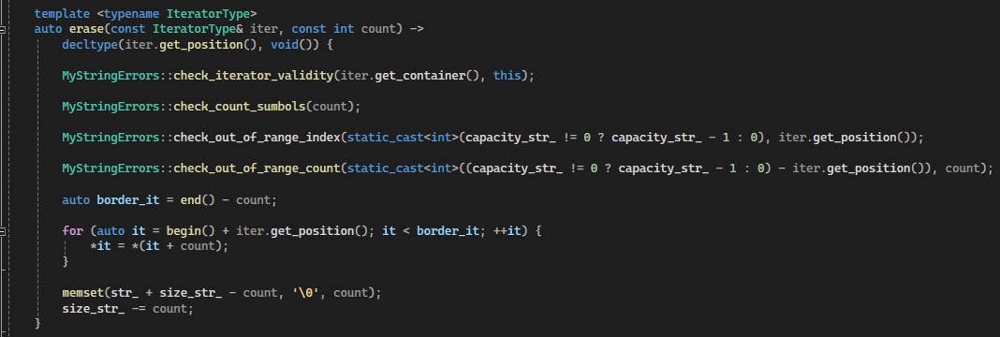 template <typename IteratorType>
auto erase(const IteratorType& iter, const int count) ->
decltype(iter.get_position(), void()) {
MyStringErrors::check_iterator_validity(iter.get_container(), this);
MyStringErrors::check_count_sumbols(count);
MyStringErrors::check_out_of_range_index(static_cast<int>(capacity_str_ != 0 ? capacity_str_ - 1 : 0), iter.get_position());
MyStringErrors::check_out_of_range_count(static_cast<int>((capacity_str_ != 0 ? capacity_str_ - 1 : 0) - iter.get_position()), count);
auto border_it = end() - count;
for (auto it = begin() + iter.get_position(); it < border_it; ++it) {
*it = *(it + count);
}
memset(str_ + size_str_ - count, '\0', count);
size_str_ -= count;
}